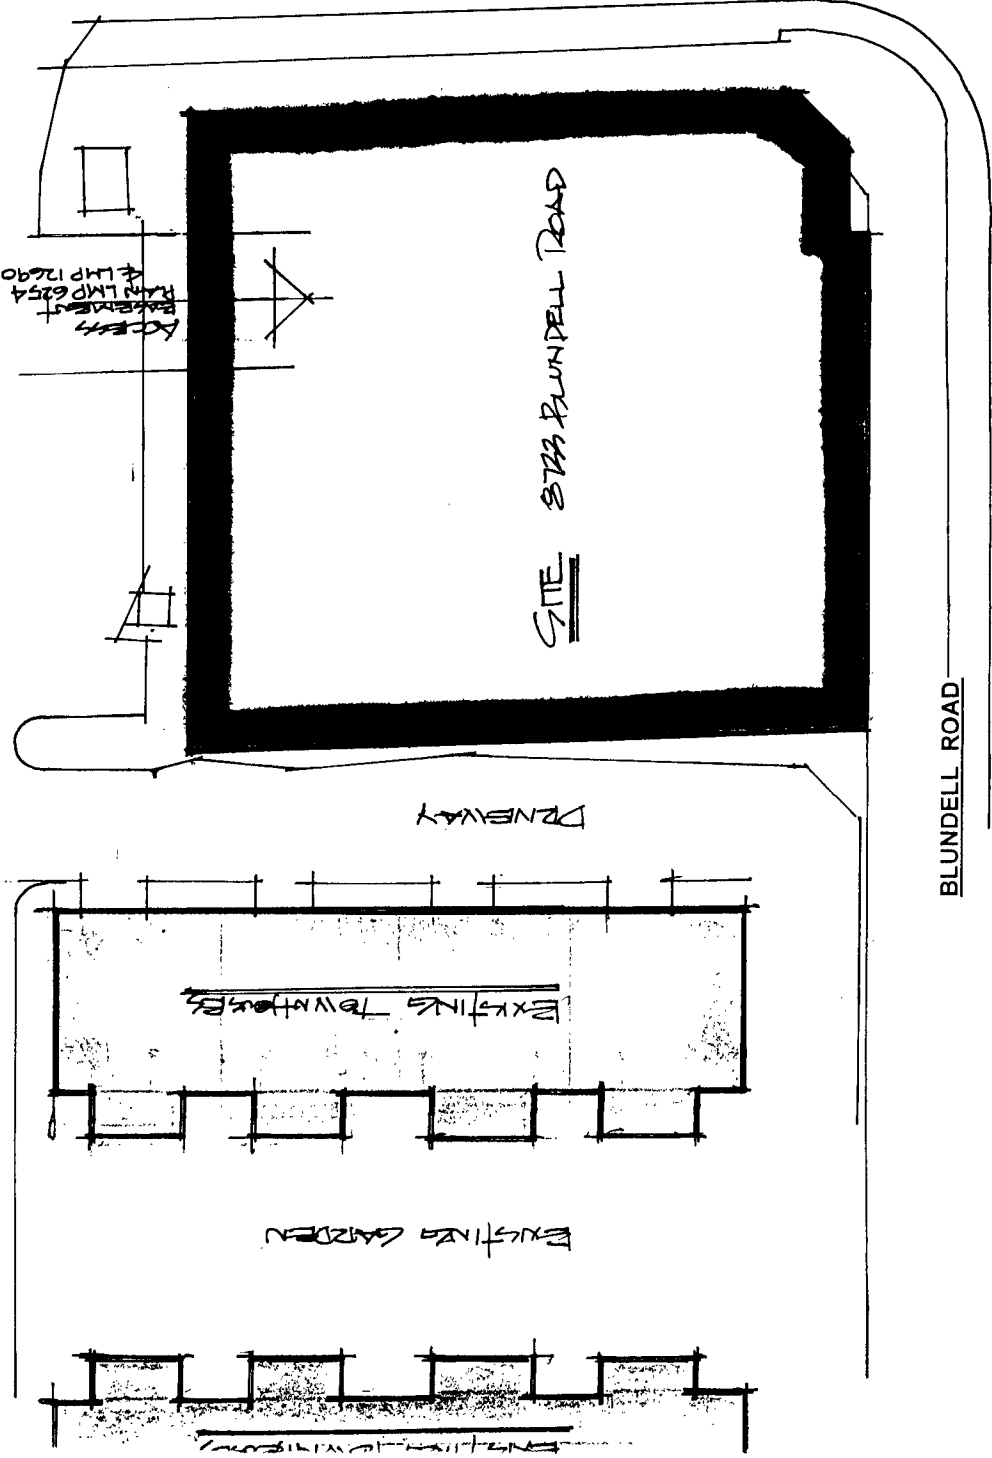 SITE 8733 BLUNDELL ROAD
ACCESS
EASEMENT
PLAN LMP 6254
& LMP 12690
BLUNDELL ROAD
DRIVEWAY
EXISTING TOWNHOUSES
EXISTING GARDEN